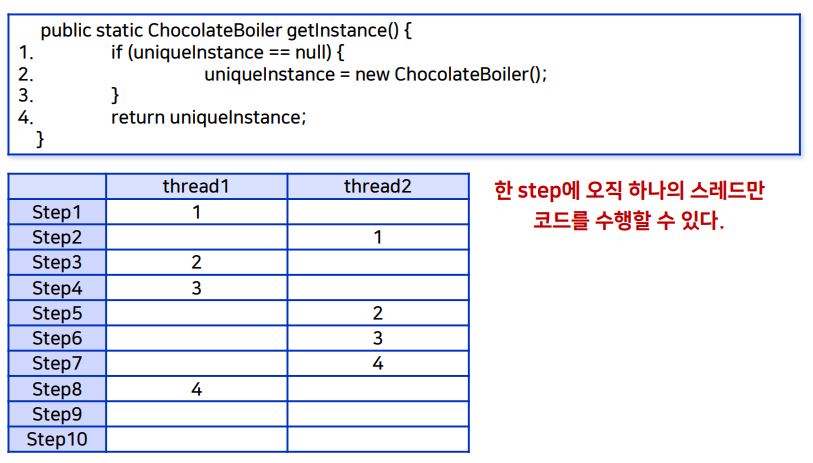 public static ChocolateBoiler getInstance() {
1. if (uniqueInstance == null) {
2. uniqueInstance = new ChocolateBoiler();
3. }
4. return uniqueInstance;
}
thread1 thread2
Step1 1
Step2 1
Step3 2
Step4 3
Step5 2
Step6 3
Step7 4
Step8 4
Step9
Step10
한 step에 오직 하나의 스레드만
코드를 수행할 수 있다.